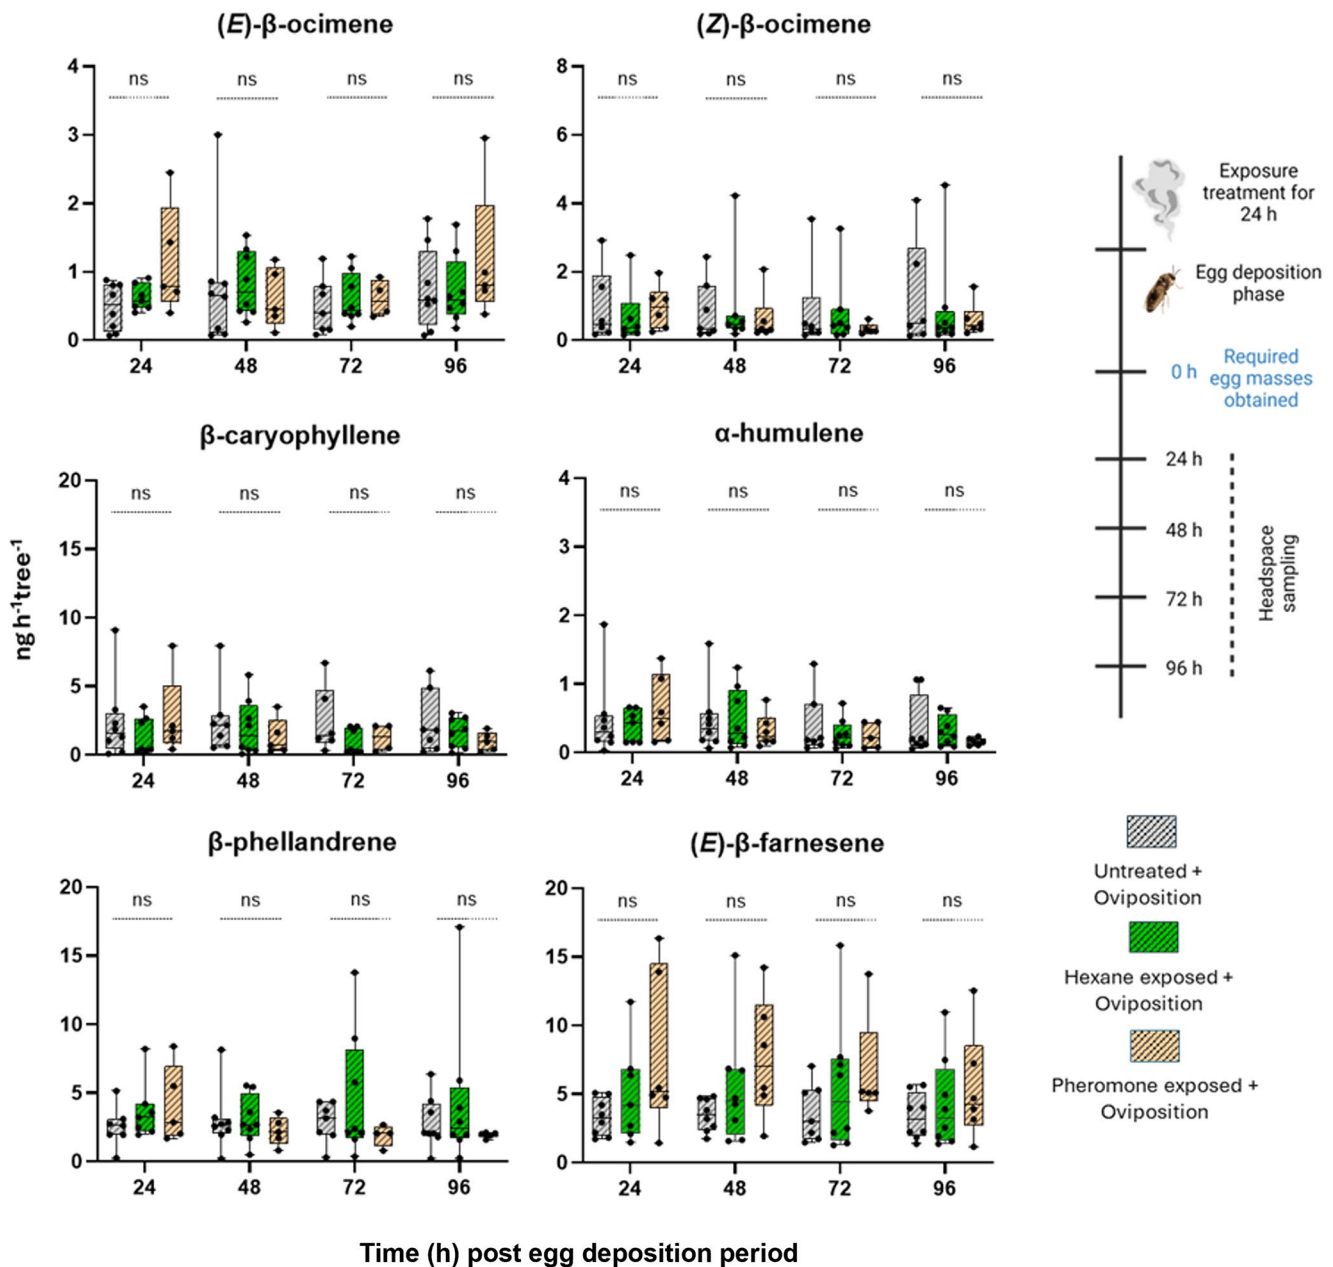 (E)-β-ocimene
4
3
2
1
0
ns ns ns ns
24 48 72 96
(Z)-β-ocimene
8
6
4
2
0
ns ns ns ns
24 48 72 96
β-caryophyllene
20
15
10
5
0
ns ns ns ns
24 48 72 96
α-humulene
4
3
2
1
0
ns ns ns ns
24 48 72 96
β-phellandrene
20
15
10
5
0
ns ns ns ns
24 48 72 96
(E)-β-farnesene
20
15
10
5
0
ns ns ns ns
24 48 72 96
ng h⁻¹tree⁻¹
Time (h) post egg deposition period
Exposure
treatment for
24 h
Egg deposition
phase
0 h Required
egg masses
obtained
24 h
48 h
72 h
96 h
Headspace
sampling
Untreated +
Oviposition
Hexane exposed +
Oviposition
Pheromone exposed +
Oviposition